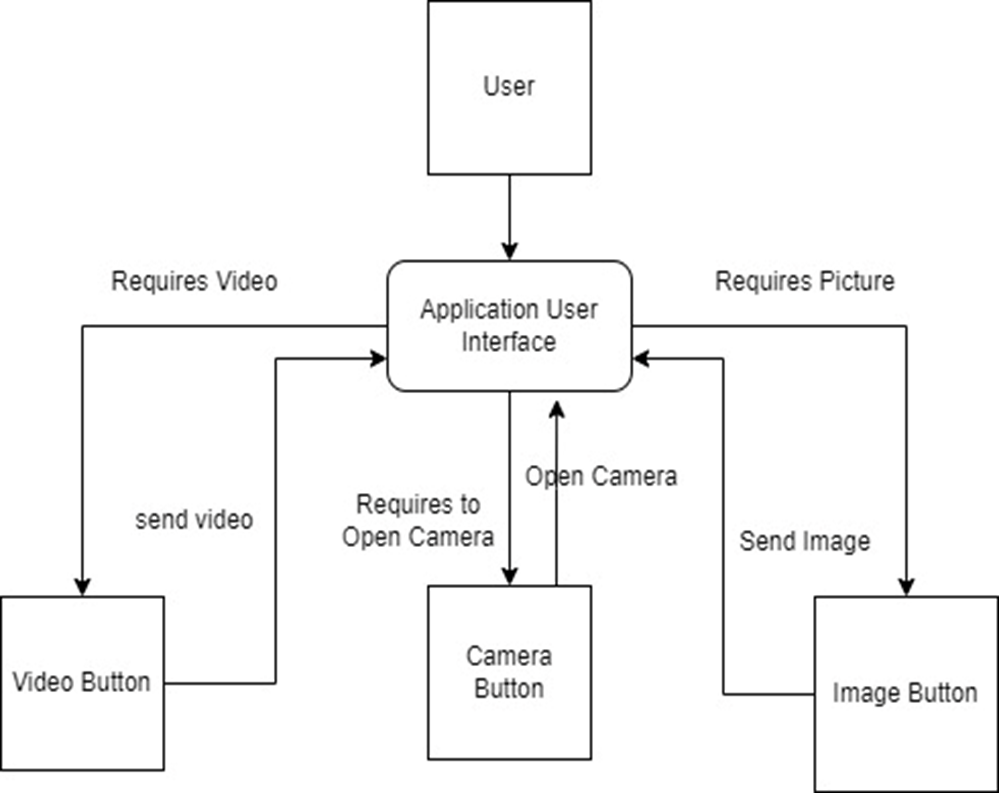 User
Requires Video
Requires Picture
Application User
Interface
Open Camera
Requires to
Open Camera
send video
Send Image
Video Button
Camera
Button
Image Button